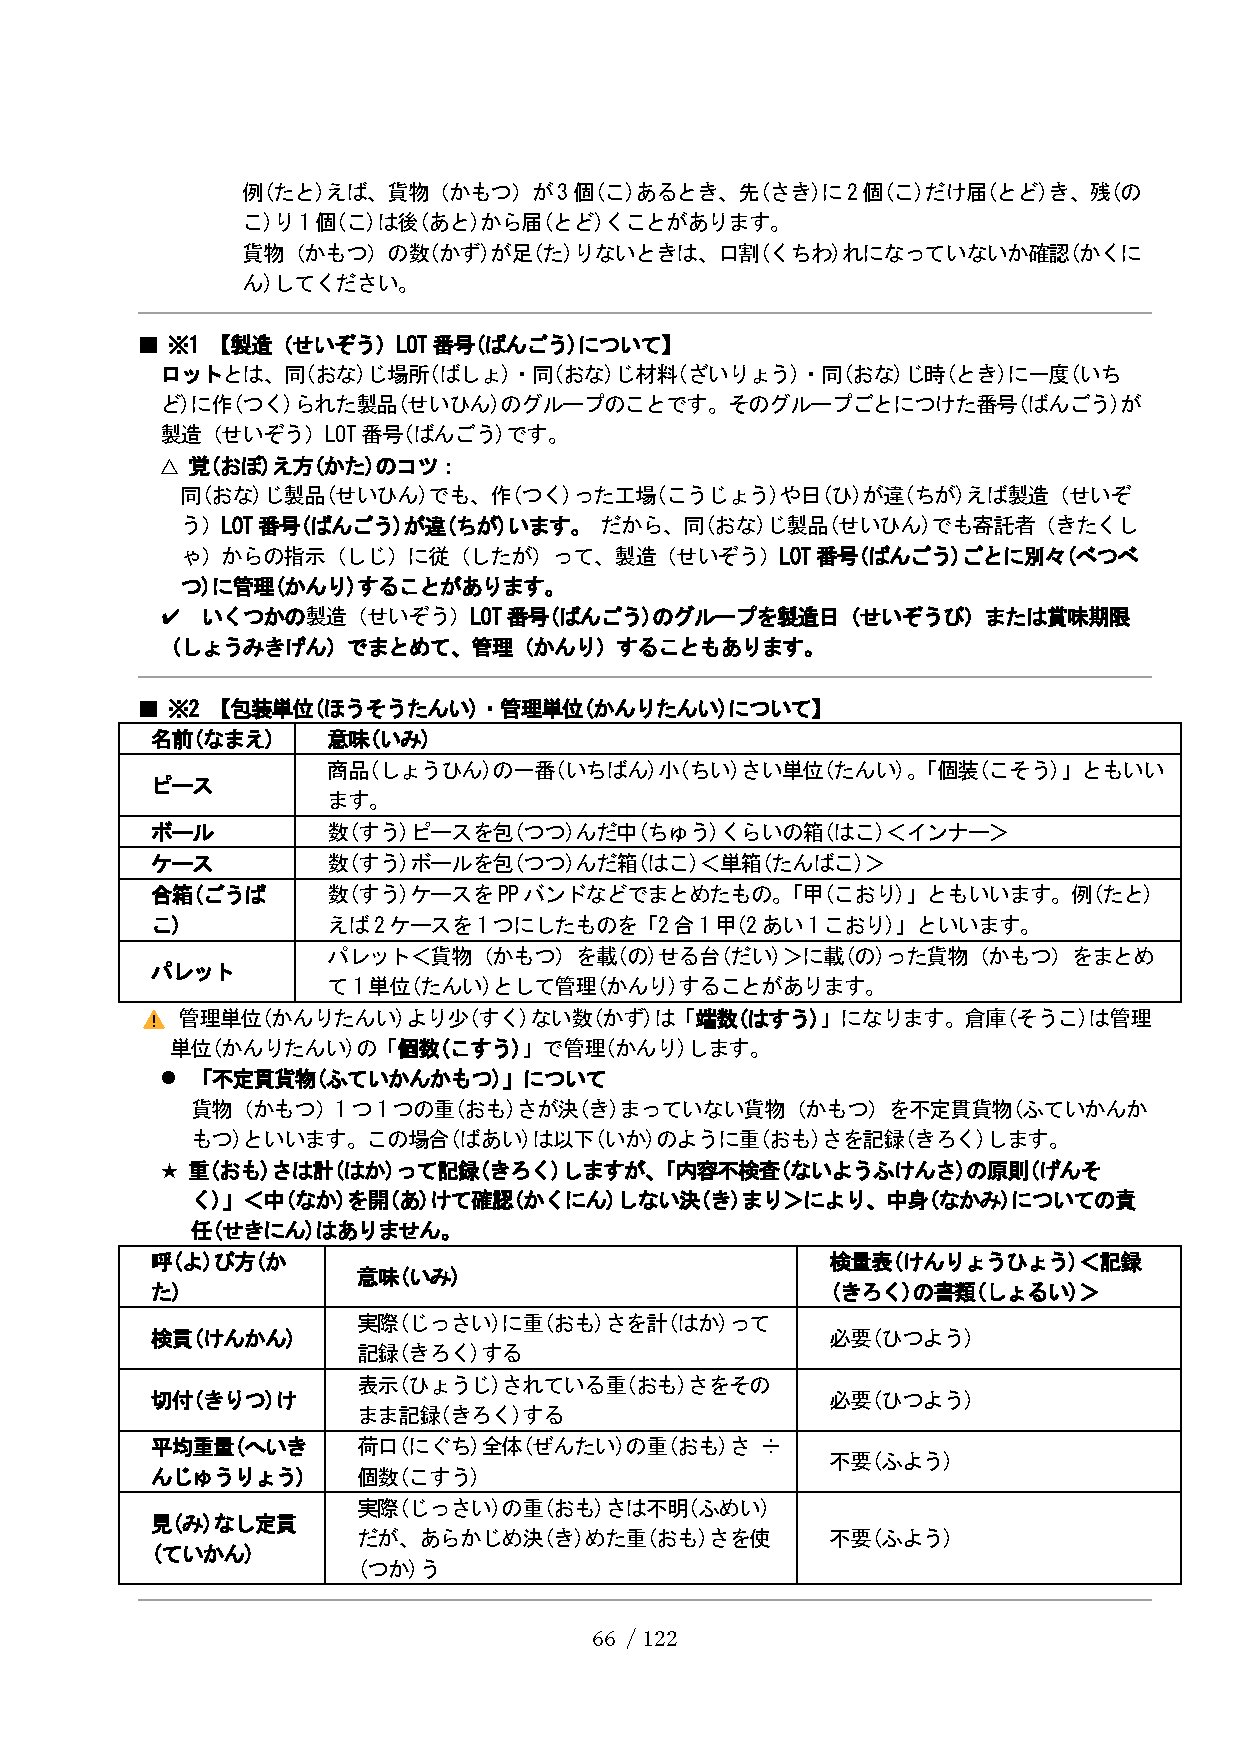 例(たと)えば、貨物（かもつ）が3個(こ)あるとき、先(さき)に2個(こ)だけ届(とど)き、残(の
こ)り1個(こ)は後(あと)から届(とど)くことがあります。
貨物（かもつ）の数(かず)が足(た)りないときは、口割(くちわ)れになっていないか確認(かくに
ん)してください。
■ ※1 【製造（せいぞう）LOT番号(ばんごう)について】
ロットとは、同(おな)じ場所(ばしょ)・同(おな)じ材料(ざいりょう)・同(おな)じ時(とき)に一度(いち
ど)に作(つく)られた製品(せいひん)のグループのことです。そのグループごとにつけた番号(ばんごう)が
製造（せいぞう）LOT番号(ばんごう)です。
△ 覚(おぼ)え方(かた)のコツ：
同(おな)じ製品(せいひん)でも、作(つく)った工場(こうじょう)や日(ひ)が違(ちが)えば製造（せいぞ
う）LOT番号(ばんごう)が違(ちが)います。 だから、同(おな)じ製品(せいひん)でも寄託者（きたくし
ゃ）からの指示（しじ）に従（したが）って、製造（せいぞう）LOT番号(ばんごう)ごとに別々(べつべ
つ)に管理(かんり)することがあります。
✔ いくつかの製造（せいぞう）LOT番号(ばんごう)のグループを製造日（せいぞうび）または賞味期限
（しょうみきげん）でまとめて、管理（かんり）することもあります。
■ ※2 【包装単位(ほうそうたんい)・管理単位(かんりたんい)について】
名前(なまえ) 意味(いみ)
ピース 商品(しょうひん)の一番(いちばん)小(ちい)さい単位(たんい)。「個装(こそう)」ともいい
ます。
ボール 数(すう)ピースを包(つつ)んだ中(ちゅう)くらいの箱(はこ)＜インナー＞
ケース 数(すう)ボールを包(つつ)んだ箱(はこ)＜単箱(たんばこ)＞
合箱(ごうば 数(すう)ケースをPPバンドなどでまとめたもの。「甲(こおり)」ともいいます。例(たと)
こ) えば2ケースを1つにしたものを「2合1甲(2あい1こおり)」といいます。
パレット パレット＜貨物（かもつ）を載(の)せる台(だい)＞に載(の)った貨物（かもつ）をまとめ
て1単位(たんい)として管理(かんり)することがあります。
⚠ 管理単位(かんりたんい)より少(すく)ない数(かず)は「端数(はすう)」になります。倉庫(そうこ)は管理
単位(かんりたんい)の「個数(こすう)」で管理(かんり)します。
● 「不定貫貨物(ふていかんかもつ)」について
貨物（かもつ）1つ1つの重(おも)さが決(き)まっていない貨物（かもつ）を不定貫貨物(ふていかんか
もつ)といいます。この場合(ばあい)は以下(いか)のように重(おも)さを記録(きろく)します。
★ 重(おも)さは計(はか)って記録(きろく)しますが、「内容不検査(ないようふけんさ)の原則(げんそ
く)」＜中(なか)を開(あ)けて確認(かくにん)しない決(き)まり＞により、中身(なかみ)についての責
任(せきにん)はありません。
呼(よ)び方(か
た) 意味(いみ) 検量表(けんりょうひょう)＜記録
(きろく)の書類(しょるい)＞
検貫(けんかん) 実際(じっさい)に重(おも)さを計(はか)って
記録(きろく)する 必要(ひつよう)
切付(きりつ)け 表示(ひょうじ)されている重(おも)さをその
まま記録(きろく)する 必要(ひつよう)
平均重量(へいき
んじゅうりょう) 荷口(にぐち)全体(ぜんたい)の重(おも)さ ÷
個数(こすう) 不要(ふよう)
見(み)なし定貫
(ていかん) 実際(じっさい)の重(おも)さは不明(ふめい)
だが、あらかじめ決(き)めた重(おも)さを使
(つか)う 不要(ふよう)
66 / 122